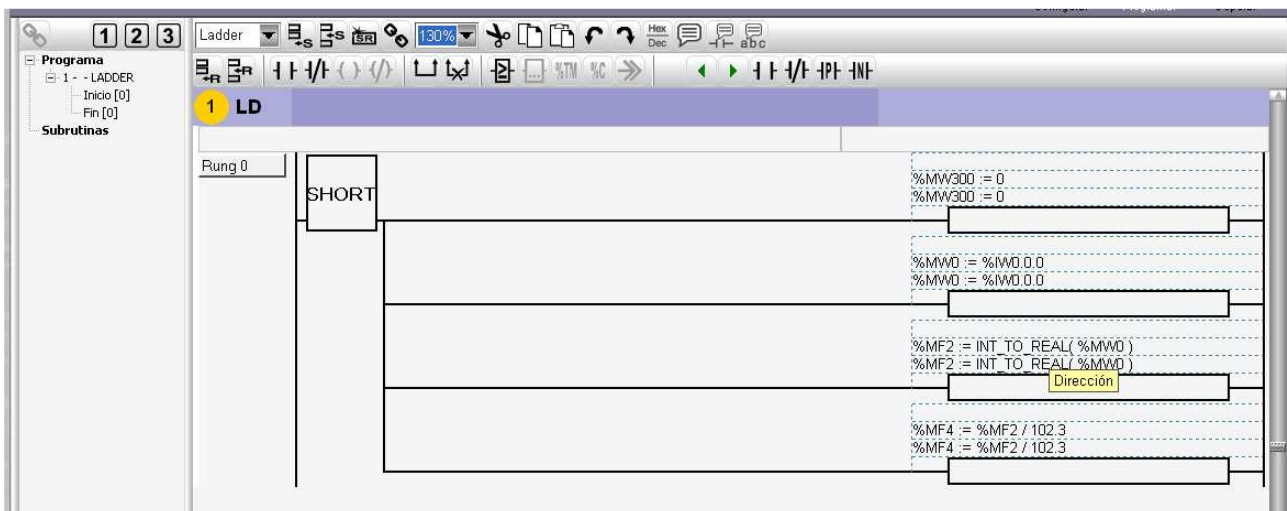 1 2 3
Ladder
130%
Hex
Dec
abc
Programa
1 - - LADDER
Inicio [0]
Fin [0]
Subrutinas
%TM %C
1 LD
Rung 0
SHORT
%MW300 := 0
%MW300 := 0
%MW0 := %IW0.0.0
%MW0 := %IW0.0.0
%MF2 := INT_TO_REAL( %MW0 )
%MF2 := INT_TO_REAL( %MW0 )
Dirección
%MF4 := %MF2 / 102.3
%MF4 := %MF2 / 102.3